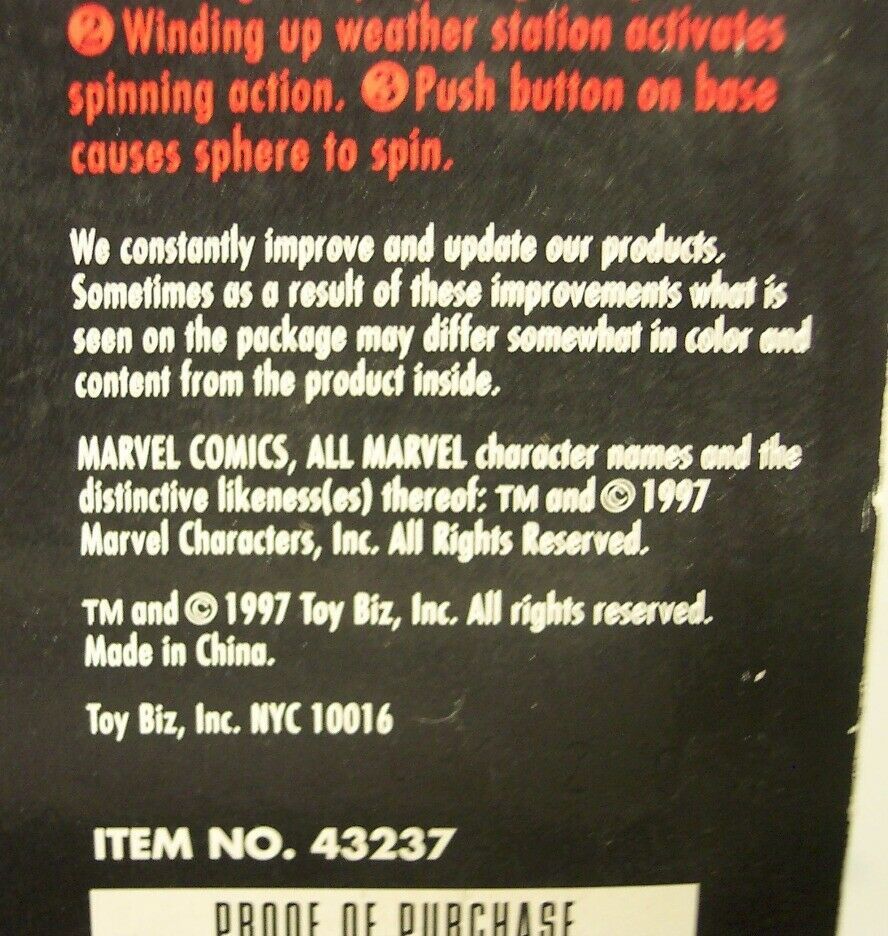 ❷ Winding up weather station activates
spinning action. ❸ Push button on base
causes sphere to spin.
We constantly improve and update our products.
Sometimes as a result of these improvements what is
seen on the package may differ somewhat in color and
content from the product inside.
MARVEL COMICS, ALL MARVEL character names and the
distinctive likeness(es) thereof: TM and © 1997
Marvel Characters, Inc. All Rights Reserved.
TM and © 1997 Toy Biz, Inc. All rights reserved.
Made in China.
Toy Biz, Inc. NYC 10016
ITEM NO. 43237
PROOF OF PURCHASE